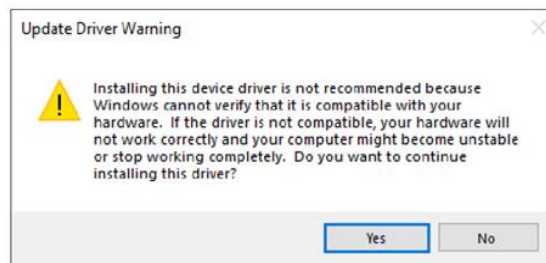 Update Driver Warning
Installing this device driver is not recommended because
Windows cannot verify that it is compatible with your
hardware. If the driver is not compatible, your hardware will
not work correctly and your computer might become unstable
or stop working completely. Do you want to continue
installing this driver?
Yes
No